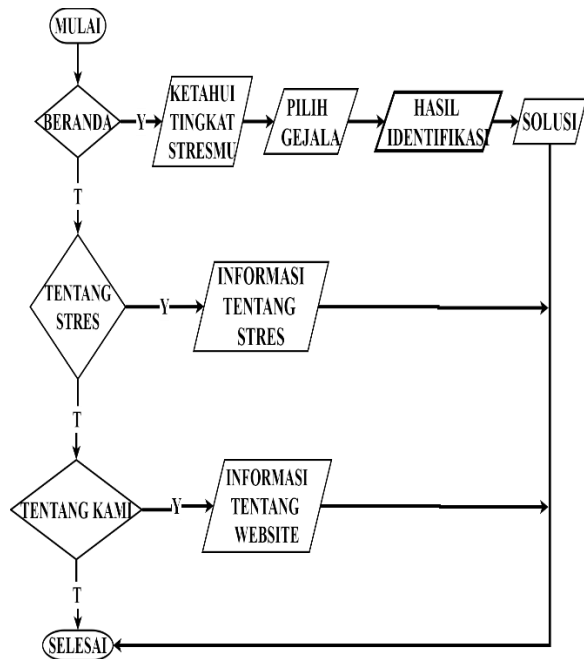 MULAI
BERANDA
Y
KETAHUI
TINGKAT
STRESMU
PILIH
GEJALA
HASIL
IDENTIFIKASI
SOLUSI
T
TENTANG
STRES
Y
INFORMASI
TENTANG
STRES
T
TENTANG KAMI
Y
INFORMASI
TENTANG
WEBSITE
T
SELESAI